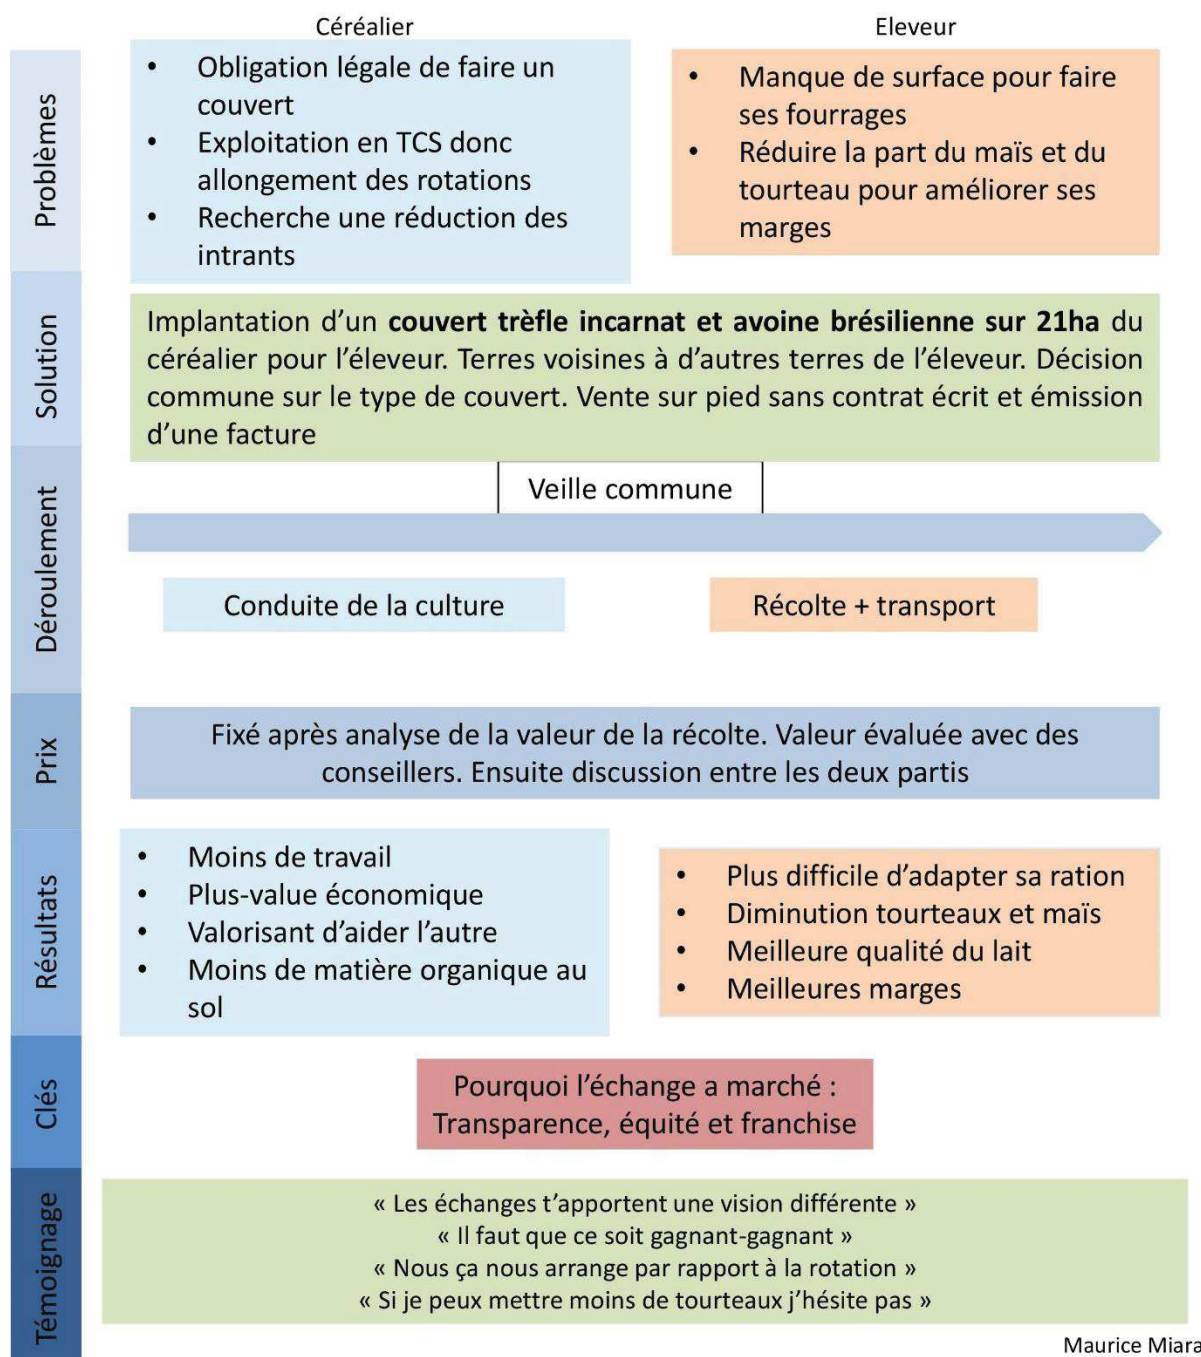 Céréalier
Eleveur
Problèmes
• Obligation légale de faire un
couvert
• Exploitation en TCS donc
allongement des rotations
• Recherche une réduction des
intrants
• Manque de surface pour faire
ses fourrages
• Réduire la part du maïs et du
tourteau pour améliorer ses
marges
Solution
Implantation d’un couvert trèfle incarnat et avoine brésilienne sur 21ha du
céréalier pour l’éleveur. Terres voisines à d’autres terres de l’éleveur. Décision
commune sur le type de couvert. Vente sur pied sans contrat écrit et émission
d’une facture
Déroulement
Veille commune
Conduite de la culture
Récolte + transport
Prix
Fixé après analyse de la valeur de la récolte. Valeur évaluée avec des
conseillers. Ensuite discussion entre les deux partis
Résultats
• Moins de travail
• Plus-value économique
• Valorisant d’aider l’autre
• Moins de matière organique au
sol
• Plus difficile d’adapter sa ration
• Diminution tourteaux et maïs
• Meilleure qualité du lait
• Meilleures marges
Clés
Pourquoi l’échange a marché :
Transparence, équité et franchise
Témoignage
« Les échanges t’apportent une vision différente »
« Il faut que ce soit gagnant-gagnant »
« Nous ça nous arrange par rapport à la rotation »
« Si je peux mettre moins de tourteaux j’hésite pas »
Maurice Miara